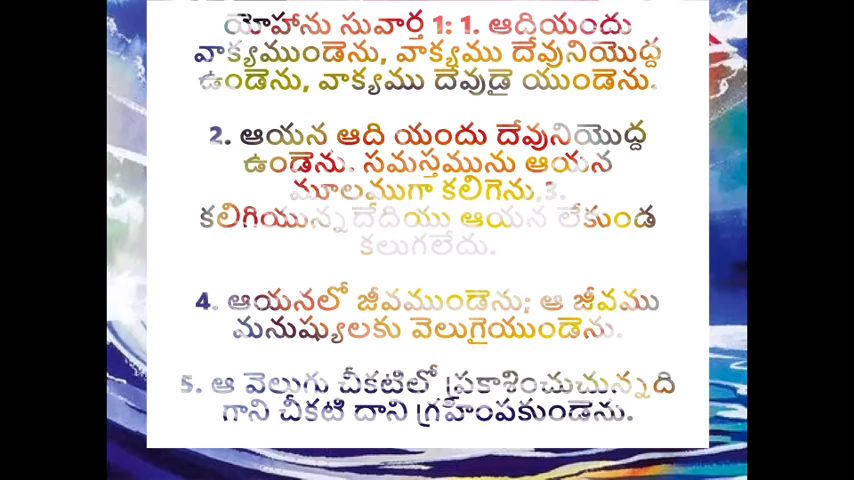 యోహాను సువార్త 1: 1. ఆదియందు
వాక్యముండెను, వాక్యము దేవునియొద్ద
ఉండెను, వాక్యము దేవుడై యుండెను.
2. ఆయన ఆది యందు దేవునియొద్ద
ఉండెను. సమస్తమును ఆయన
మూలముగా కలిగెను.3.
కలిగియున్న దేదియు ఆయన లేకుండ
కలుగలేదు.
4. ఆయనలో జీవముండెను; ఆ జీవము
మనుష్యులకు వెలుగైయుండెను.
5. ఆ వెలుగు చీకటిలో ప్రకాశించుచున్నది
గాని చీకటి దాని గ్రహింపకుండెను.